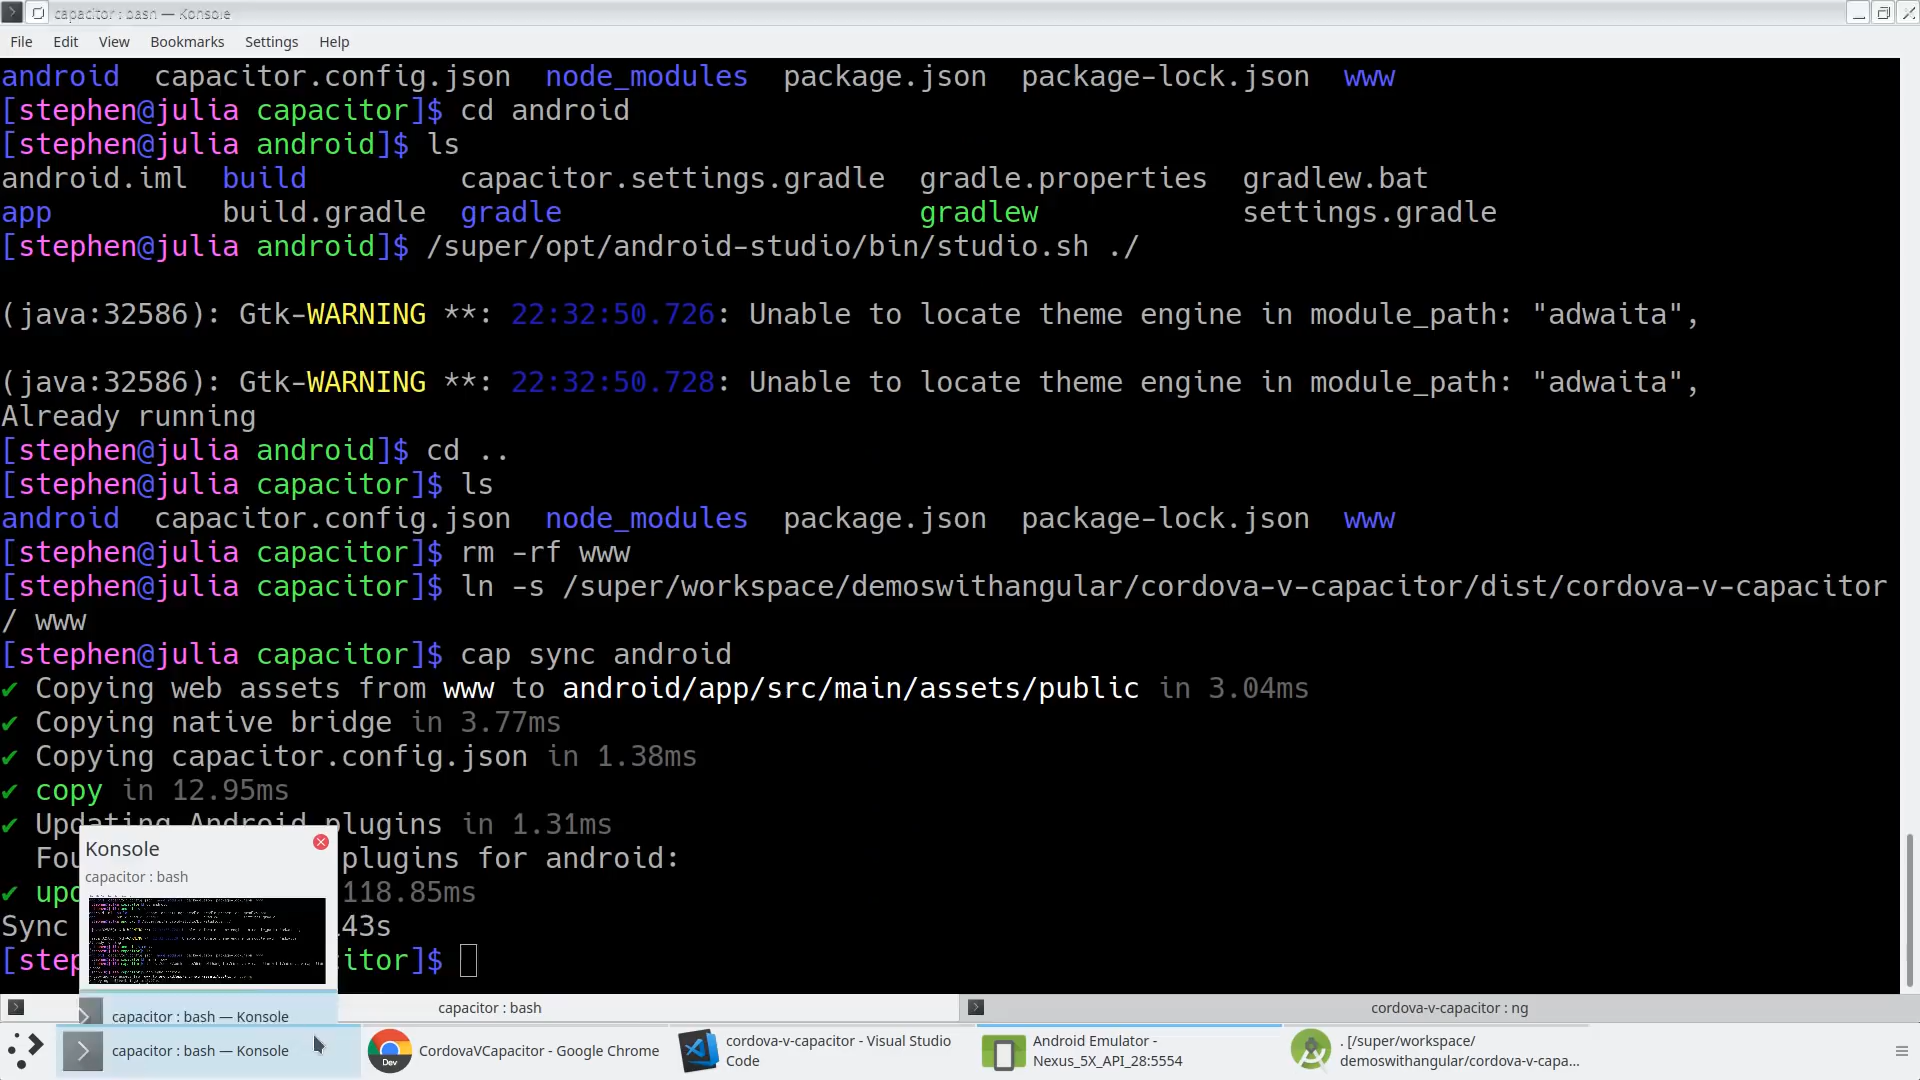 capacitor : bash — Konsole
File Edit View Bookmarks Settings Help
android capacitor.config.json node_modules package.json package-lock.json www
[stephen@julia capacitor]$ cd android
[stephen@julia android]$ ls
android.iml build capacitor.settings.gradle gradle.properties gradlew.bat
app build.gradle gradle gradlew settings.gradle
[stephen@julia android]$ /super/opt/android-studio/bin/studio.sh ./
(java:32586): Gtk-WARNING **: 22:32:50.726: Unable to locate theme engine in module_path: "adwaita",
(java:32586): Gtk-WARNING **: 22:32:50.728: Unable to locate theme engine in module_path: "adwaita",
Already running
[stephen@julia android]$ cd ..
[stephen@julia capacitor]$ ls
android capacitor.config.json node_modules package.json package-lock.json www
[stephen@julia capacitor]$ rm -rf www
[stephen@julia capacitor]$ ln -s /super/workspace/demoswithangular/cordova-v-capacitor/dist/cordova-v-capacitor
/ www
[stephen@julia capacitor]$ cap sync android
✔ Copying web assets from www to android/app/src/main/assets/public in 3.04ms
✔ Copying native bridge in 3.77ms
✔ Copying capacitor.config.json in 1.38ms
✔ copy in 12.95ms
✔ Updating Android plugins in 1.31ms
Fou plugins for android:
✔ upd 118.85ms
Sync 43s
[step itor]$
Konsole
capacitor : bash
capacitor : bash
cordova-v-capacitor : ng
capacitor : bash — Konsole
capacitor : bash — Konsole
CordovaVCapacitor - Google Chrome
Dev
cordova-v-capacitor - Visual Studio
Code
Android Emulator -
Nexus_5X_API_28:5554
. [/super/workspace/
demoswithangular/cordova-v-capa...